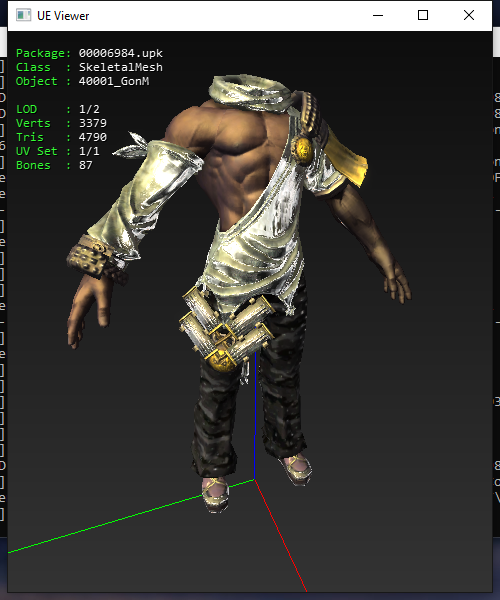 UE Viewer
Package: 00006984.upk
Class : SkeletalMesh
Object : 40001_GonM
LOD : 1/2
Verts : 3379
Tris : 4790
UV Set : 1/1
Bones : 87